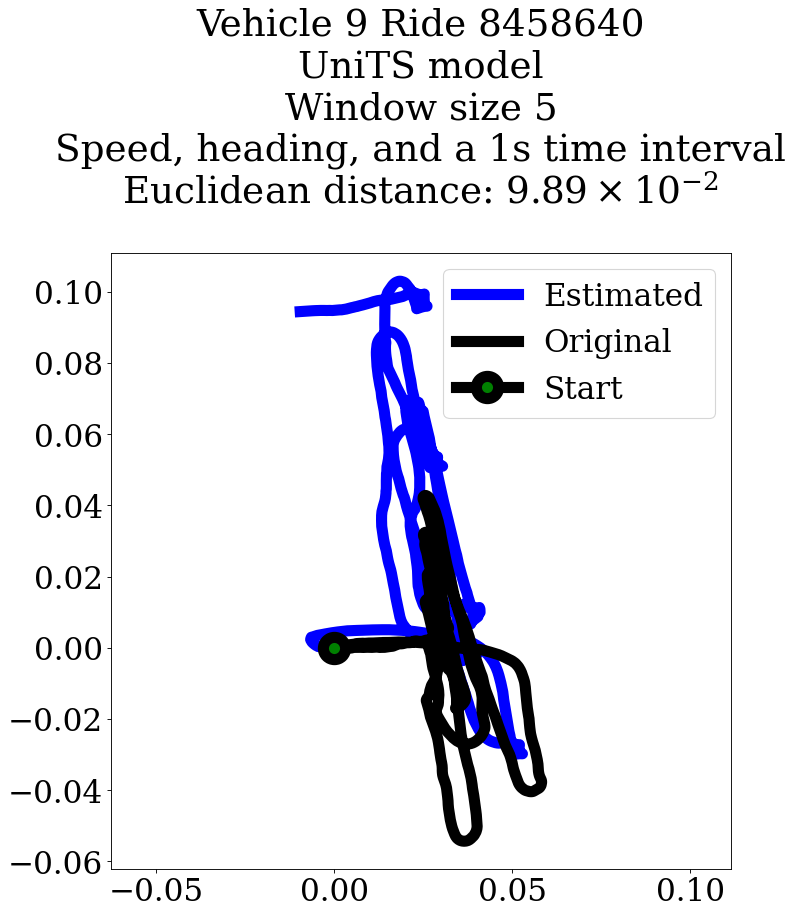 Vehicle 9 Ride 8458640
UniTS model
Window size 5
Speed, heading, and a 1s time interval
Euclidean distance: 9.89 × 10⁻²
Estimated
Original
Start
0.10
0.08
0.06
0.04
0.02
0.00
−0.02
−0.04
−0.06
−0.05 0.00 0.05 0.10